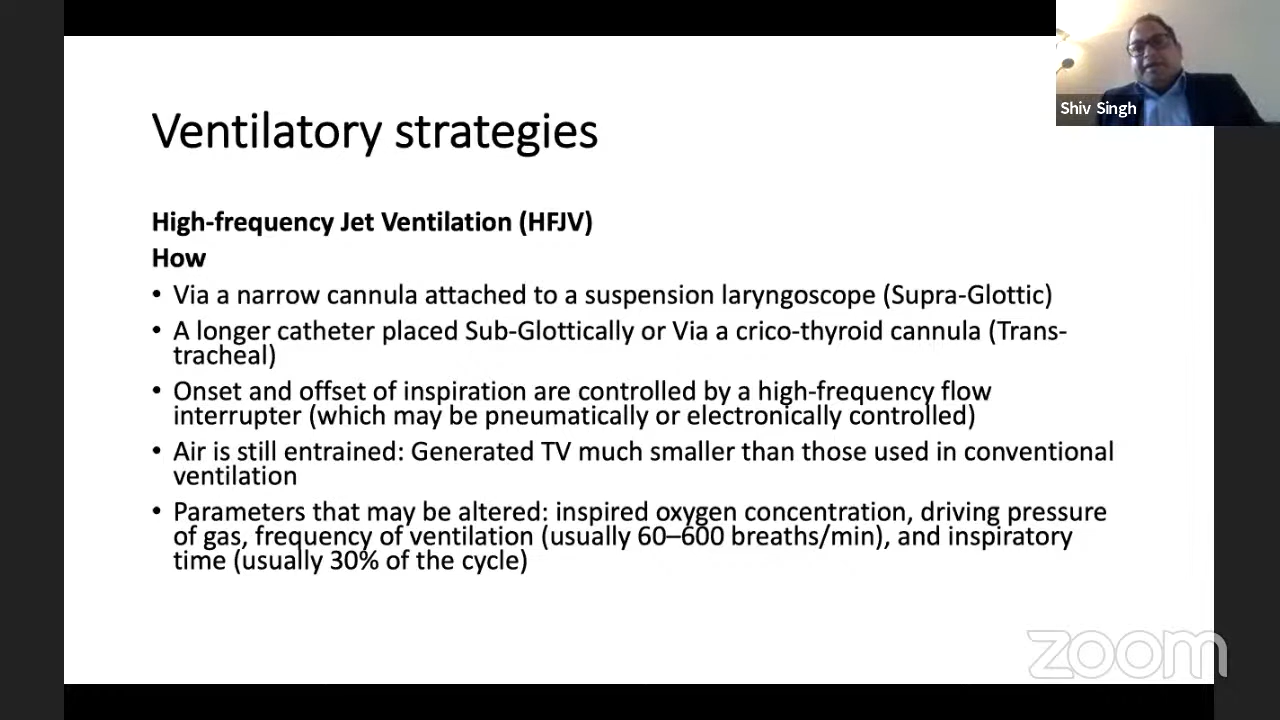 Shiv Singh
Ventilatory strategies
High-frequency Jet Ventilation (HFJV)
How
• Via a narrow cannula attached to a suspension laryngoscope (Supra-Glottic)
• A longer catheter placed Sub-Glottically or Via a crico-thyroid cannula (Trans-
tracheal)
• Onset and offset of inspiration are controlled by a high-frequency flow
interrupter (which may be pneumatically or electronically controlled)
• Air is still entrained: Generated TV much smaller than those used in conventional
ventilation
• Parameters that may be altered: inspired oxygen concentration, driving pressure
of gas, frequency of ventilation (usually 60–600 breaths/min), and inspiratory
time (usually 30% of the cycle)
zoom